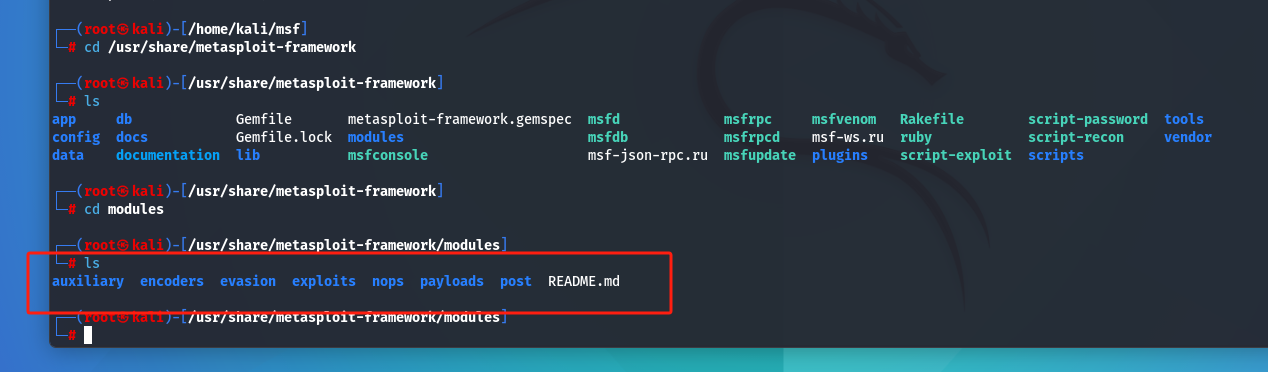 ┌──(root㉿kali)-[/home/kali/msf]
└─# cd /usr/share/metasploit-framework
┌──(root㉿kali)-[/usr/share/metasploit-framework]
└─# ls
app db Gemfile metasploit-framework.gemspec msfd msfrpc msfvenom Rakefile script-password tools
config docs Gemfile.lock modules msfdb msfrpcd msf-ws.ru ruby script-recon vendor
data documentation lib msfconsole msf-json-rpc.ru msfupdate plugins script-exploit scripts
┌──(root㉿kali)-[/usr/share/metasploit-framework]
└─# cd modules
┌──(root㉿kali)-[/usr/share/metasploit-framework/modules]
└─# ls
auxiliary encoders evasion exploits nops payloads post README.md
┌──(root㉿kali)-[/usr/share/metasploit-framework/modules]
└─#